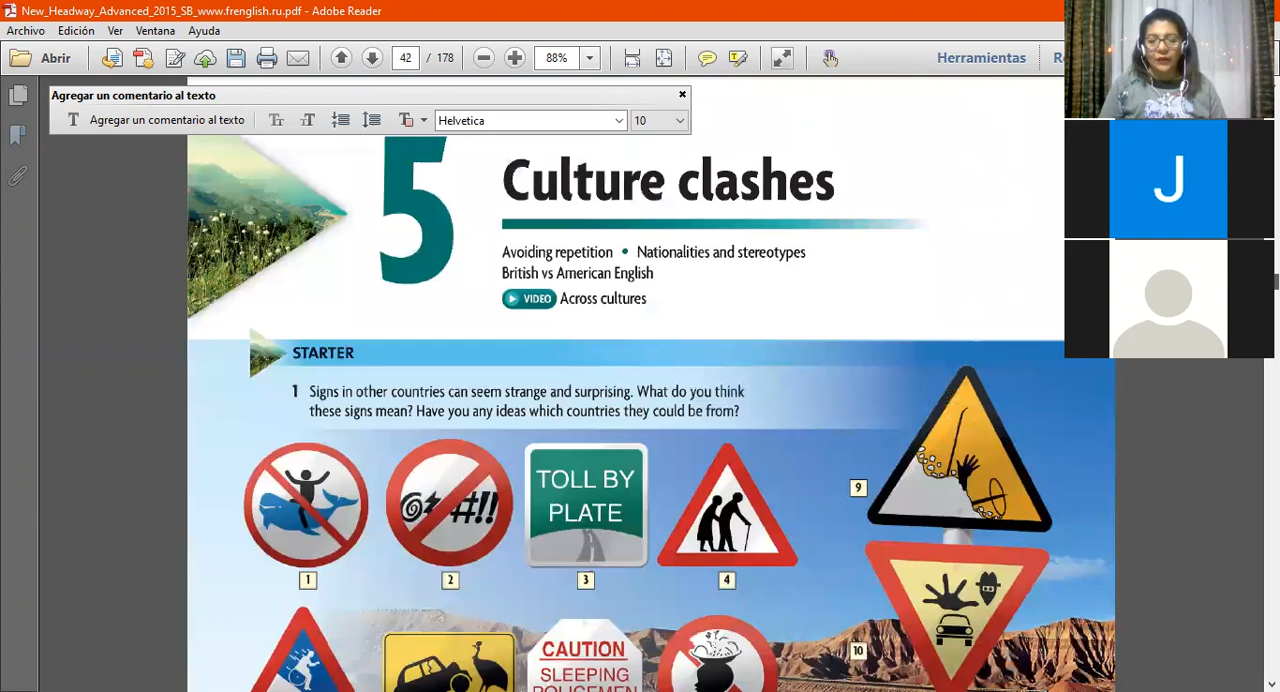 New_Headway_Advanced_2015_SB_www.frenglish.ru.pdf - Adobe Reader
Archivo Edición Ver Ventana Ayuda
Abrir 42 / 178 88% Herramientas
Agregar un comentario al texto
T Agregar un comentario al texto Helvetica 10
5 Culture clashes
Avoiding repetition • Nationalities and stereotypes
British vs American English
VIDEO Across cultures
STARTER
1 Signs in other countries can seem strange and surprising. What do you think
these signs mean? Have you any ideas which countries they could be from?
TOLL BY
PLATE
1 2 3 4
9
10
CAUTION
SLEEPING
POLICEMEN
J